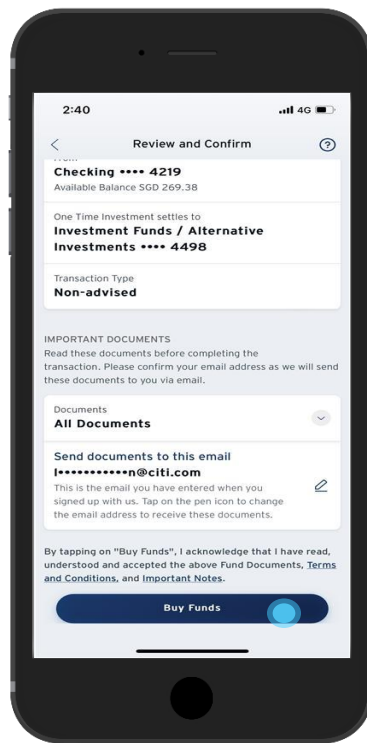 2:40
4G
Review and Confirm
?
From
Checking •••• 4219
Available Balance SGD 269.38
One Time Investment settles to
Investment Funds / Alternative
Investments •••• 4498
Transaction Type
Non-advised
IMPORTANT DOCUMENTS
Read these documents before completing the
transaction. Please confirm your email address as we will send
these documents to you via email.
Documents
All Documents
Send documents to this email
l•••••••••••n@citi.com
This is the email you have entered when you
signed up with us. Tap on the pen icon to change
the email address to receive these documents.
By tapping on "Buy Funds", I acknowledge that I have read,
understood and accepted the above Fund Documents, Terms
and Conditions, and Important Notes.
Buy Funds